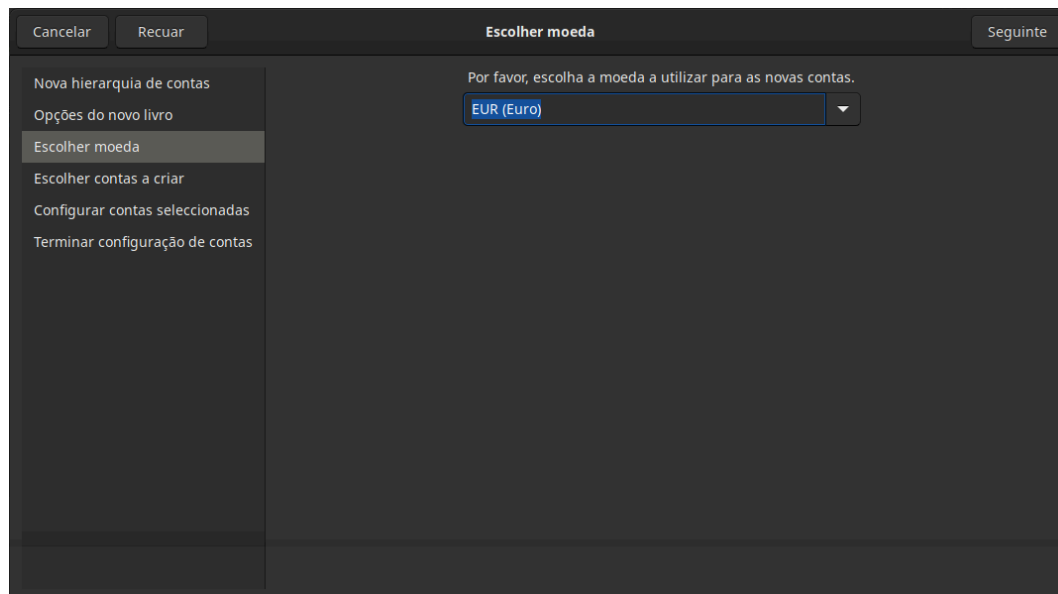 Cancelar
Recuar
Escolher moeda
Seguinte
Nova hierarquia de contas
Opções do novo livro
Escolher moeda
Escolher contas a criar
Configurar contas seleccionadas
Terminar configuração de contas
Por favor, escolha a moeda a utilizar para as novas contas.
EUR (Euro)